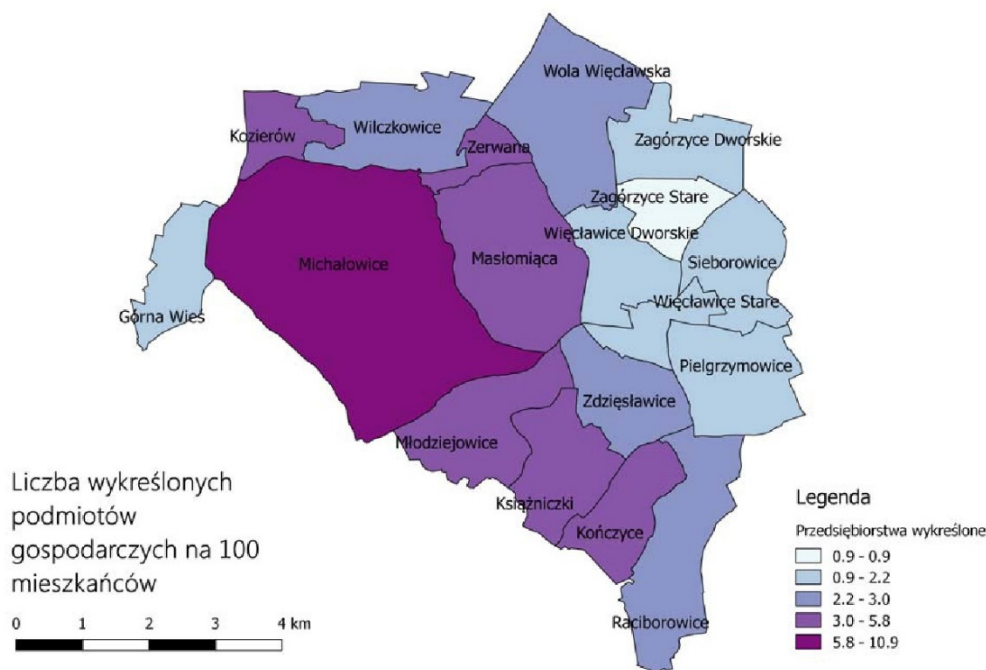 Wola Więcławska
Wilczkowice
Kozierów
Zerwana
Zagórzyce Dworskie
Zagórzyce Stare
Więcławice Dworskie
Michałowice
Masłomiąca
Sieborowice
Więcławice Stare
Górna Wieś
Pielgrzymowice
Zdzięsławice
Młodziejowice
Książniczki
Kończyce
Raciborowice
Liczba wykreślonych
podmiotów
gospodarczych na 100
mieszkańców
0 1 2 3 4 km
Legenda
Przedsiębiorstwa wykreślone
0.9 - 0.9
0.9 - 2.2
2.2 - 3.0
3.0 - 5.8
5.8 - 10.9